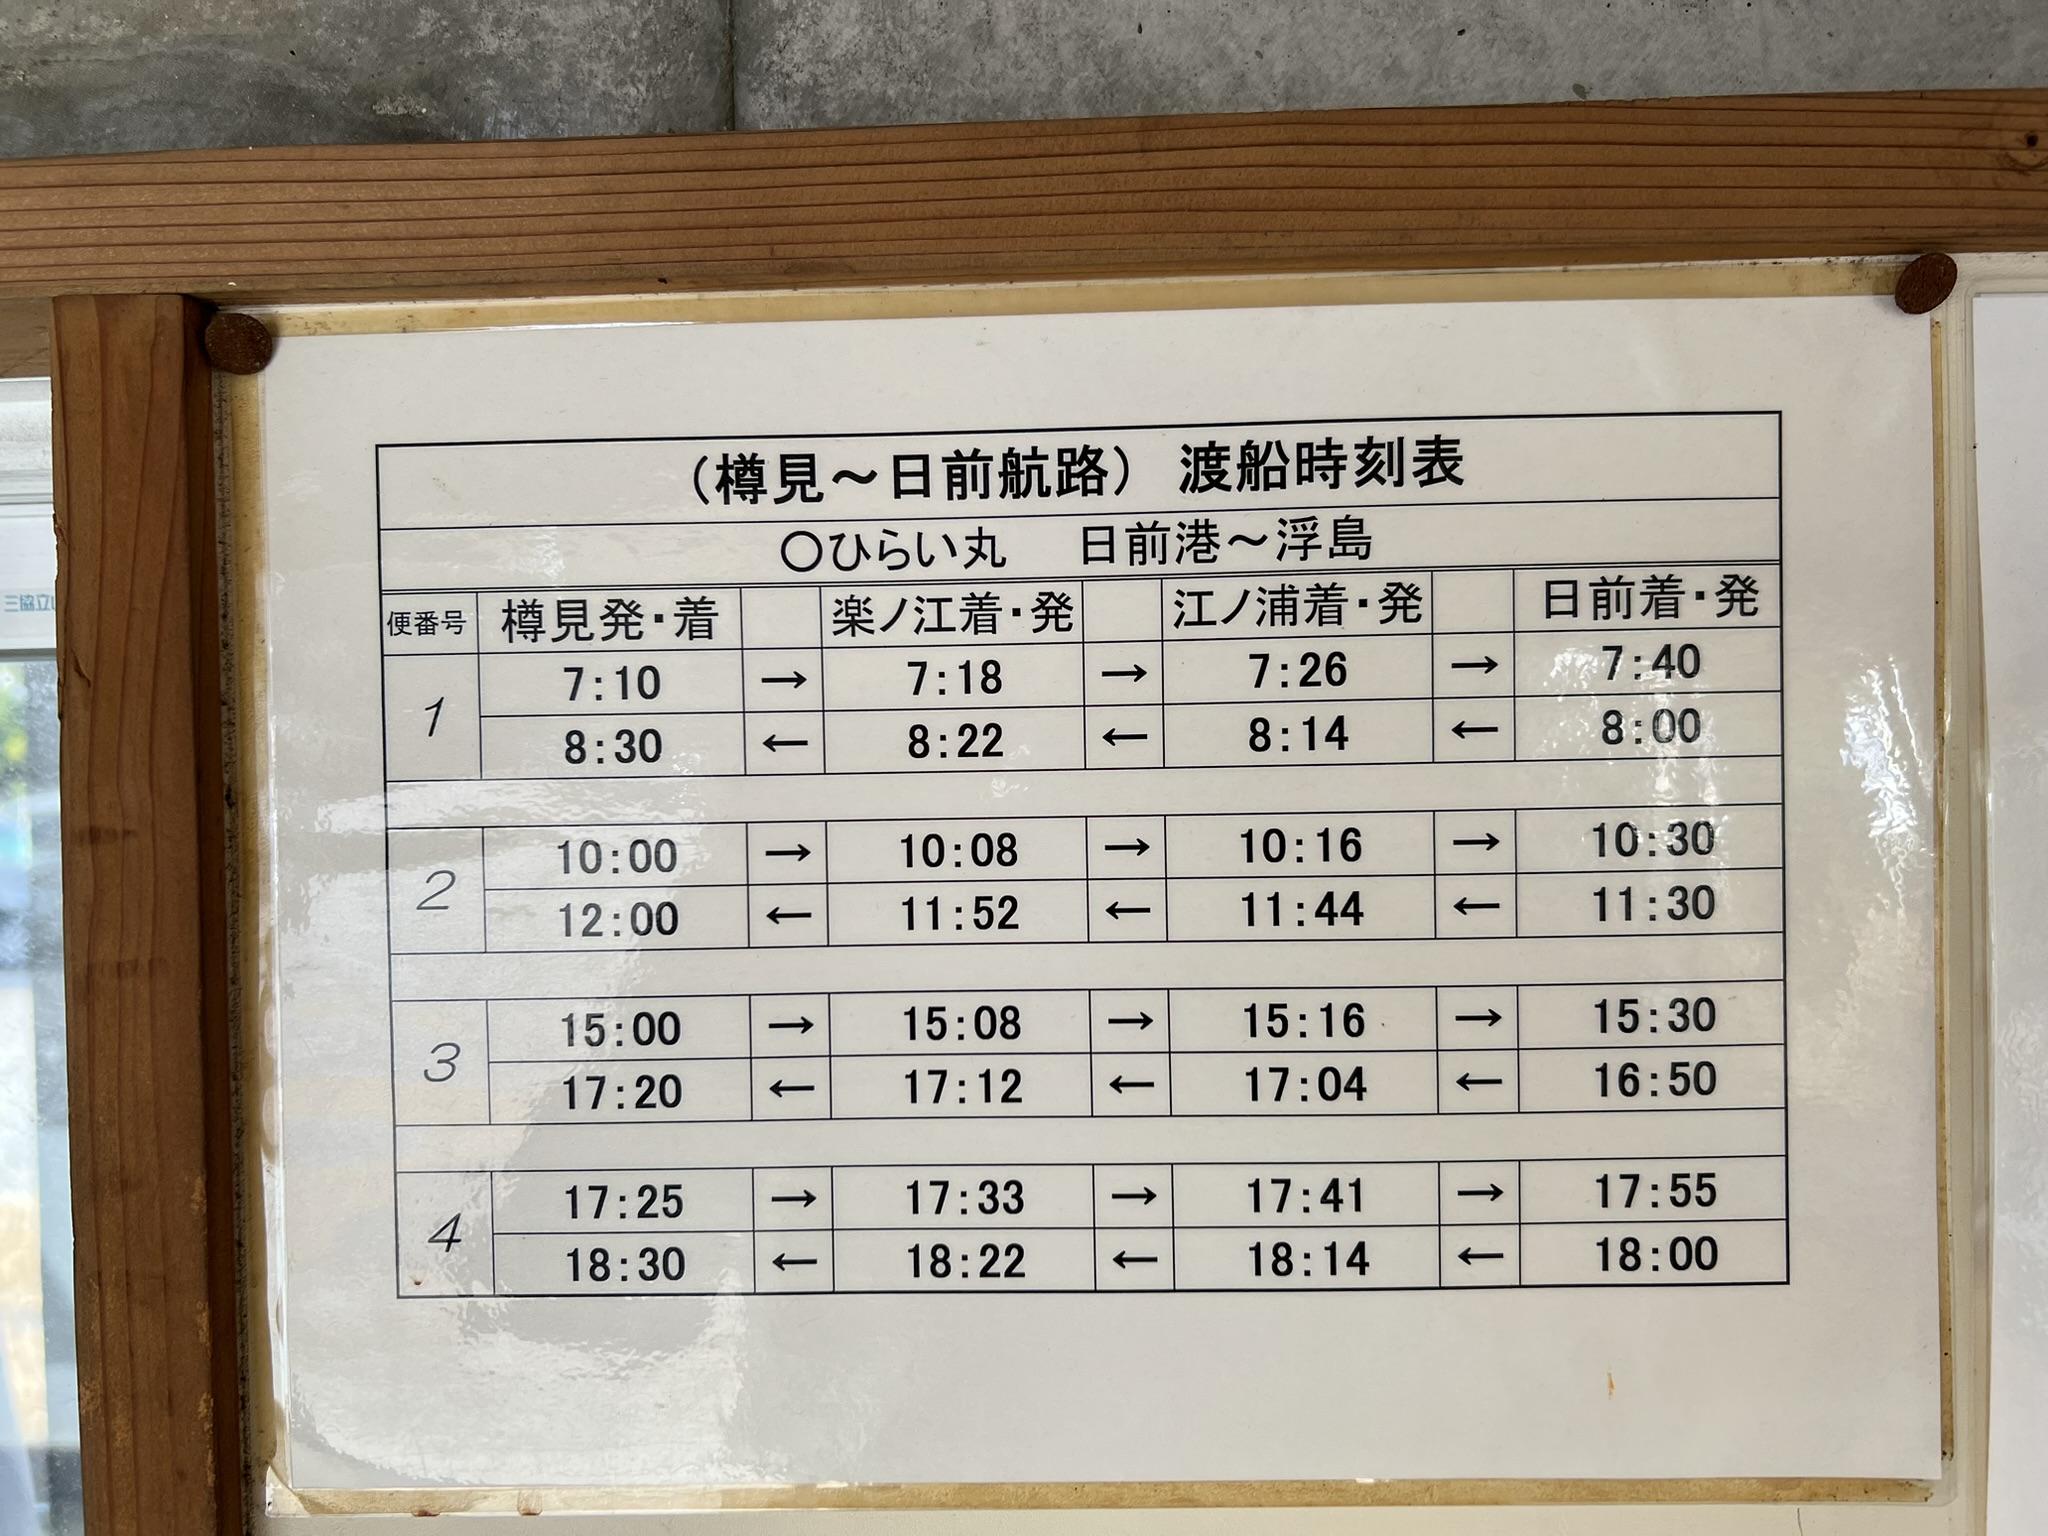 （樽見～日前航路） 渡船時刻表
〇ひらい丸 日前港～浮島
便番号 樽見発・着 楽ノ江着・発 江ノ浦着・発 日前着・発
1 7:10 → 7:18 → 7:26 → 7:40
8:30 ← 8:22 ← 8:14 ← 8:00
2 10:00 → 10:08 → 10:16 → 10:30
12:00 ← 11:52 ← 11:44 ← 11:30
3 15:00 → 15:08 → 15:16 → 15:30
17:20 ← 17:12 ← 17:04 ← 16:50
4 17:25 → 17:33 → 17:41 → 17:55
18:30 ← 18:22 ← 18:14 ← 18:00
三協立